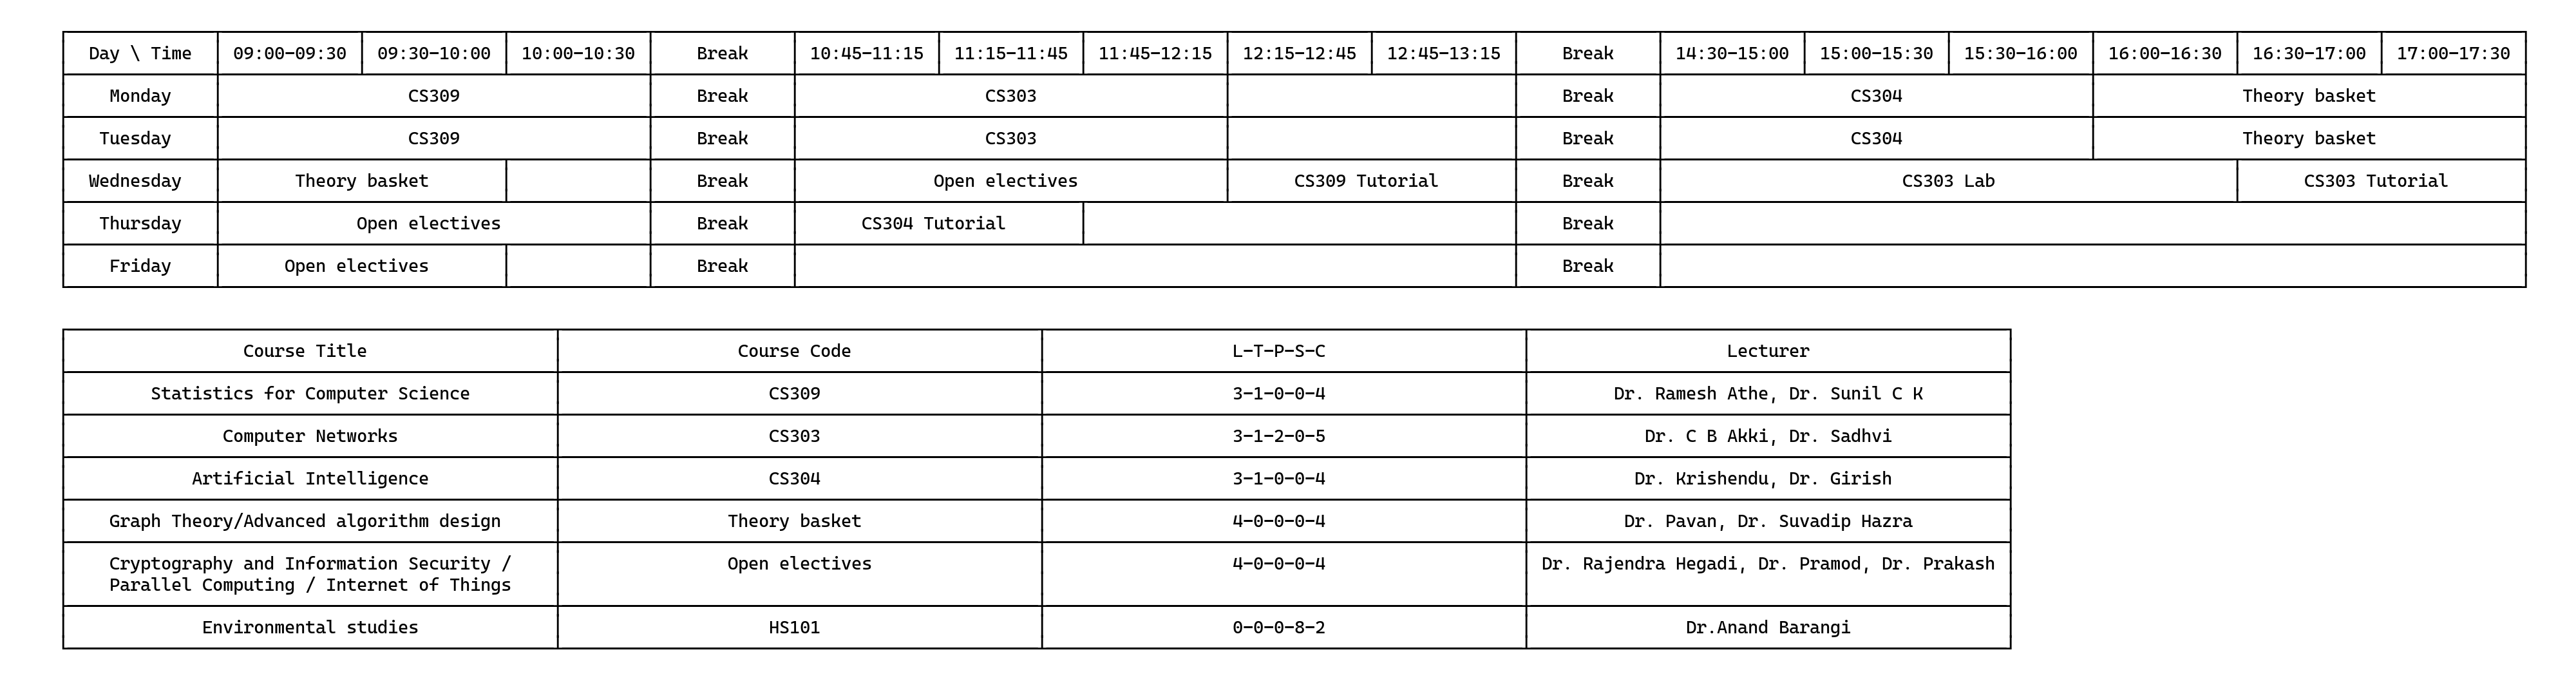 Day \ Time 09:00-09:30 09:30-10:00 10:00-10:30 Break 10:45-11:15 11:15-11:45 11:45-12:15 12:15-12:45 12:45-13:15 Break 14:30-15:00 15:00-15:30 15:30-16:00 16:00-16:30 16:30-17:00 17:00-17:30
Monday CS309 Break CS303 Break CS304 Theory basket
Tuesday CS309 Break CS303 Break CS304 Theory basket
Wednesday Theory basket Break Open electives CS309 Tutorial Break CS303 Lab CS303 Tutorial
Thursday Open electives Break CS304 Tutorial Break
Friday Open electives Break Break
Course Title Course Code L-T-P-S-C Lecturer
Statistics for Computer Science CS309 3-1-0-0-4 Dr. Ramesh Athe, Dr. Sunil C K
Computer Networks CS303 3-1-2-0-5 Dr. C B Akki, Dr. Sadhvi
Artificial Intelligence CS304 3-1-0-0-4 Dr. Krishendu, Dr. Girish
Graph Theory/Advanced algorithm design Theory basket 4-0-0-0-4 Dr. Pavan, Dr. Suvadip Hazra
Cryptography and Information Security / Open electives 4-0-0-0-4 Dr. Rajendra Hegadi, Dr. Pramod, Dr. Prakash
Parallel Computing / Internet of Things
Environmental studies HS101 0-0-0-8-2 Dr.Anand Barangi